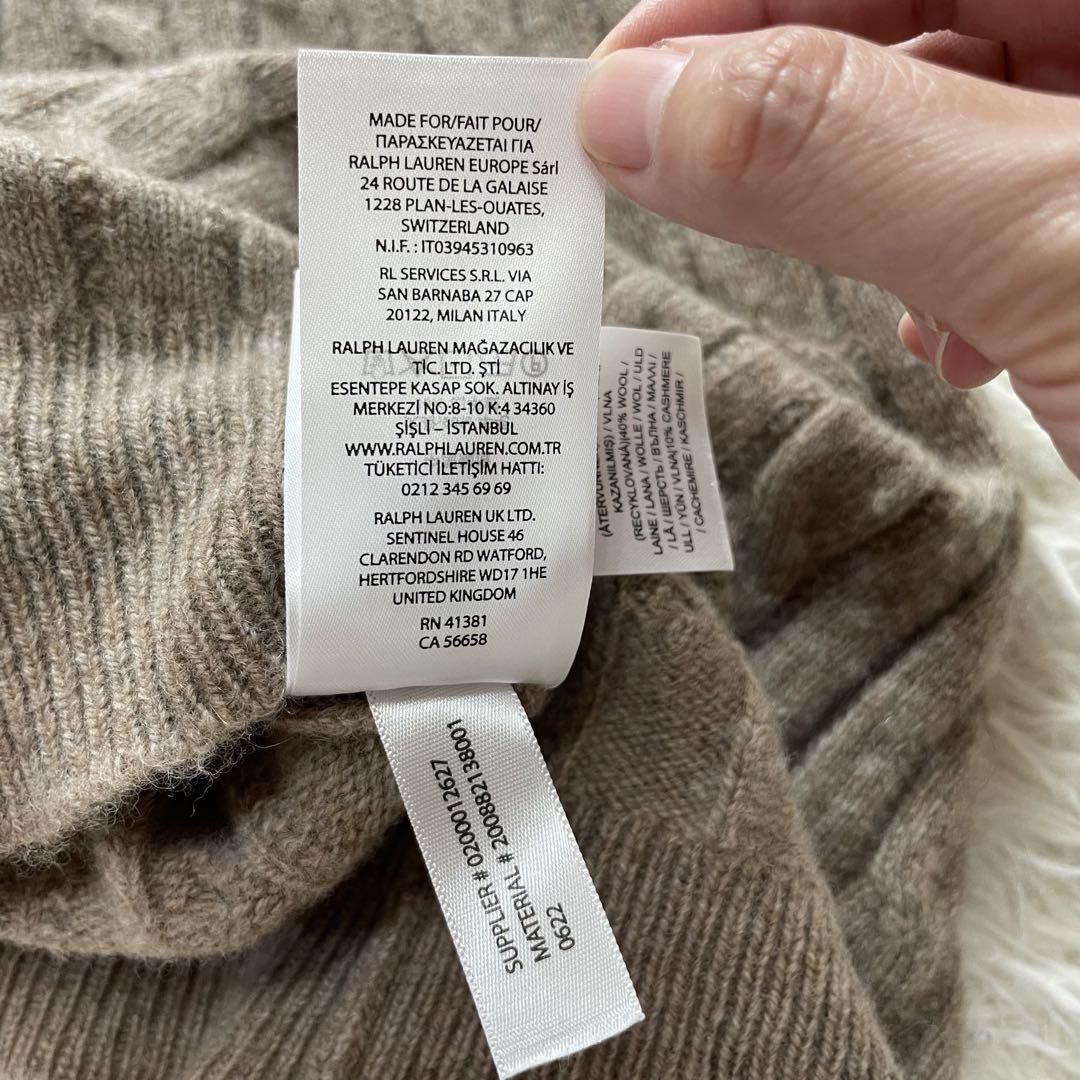 MADE FOR/FAIT POUR/
ΠΑΡΑΣΚΕΥΑΖΕΤΑΙ ΓΙΑ
RALPH LAUREN EUROPE Sárl
24 ROUTE DE LA GALAISE
1228 PLAN-LES-OUATES,
SWITZERLAND
N.I.F. : IT03945310963
RL SERVICES S.R.L. VIA
SAN BARNABA 27 CAP
20122, MILAN ITALY
RALPH LAUREN MAĞAZACILIK VE
TİC. LTD. ŞTİ
ESENTEPE KASAP SOK. ALTINAY İŞ
MERKEZİ NO:8-10 K:4 34360
ŞİŞLİ – İSTANBUL
WWW.RALPHLAUREN.COM.TR
TÜKETİCİ İLETİŞİM HATTI:
0212 345 69 69
RALPH LAUREN UK LTD.
SENTINEL HOUSE 46
CLARENDON RD WATFORD,
HERTFORDSHIRE WD17 1HE
UNITED KINGDOM
RN 41381
CA 56658
KAZANILMIŞ) / VLNA
(RECYKLOVANÁ)|40% WOOL /
LAINE / LANA / WOLLE / WOL / ULD
/ LÃ / ШЕРСТЬ / ВЪЛНА / ΜΑΛΛΙ /
ULL / YÜN / VLNA|10% CASHMERE
/ CACHEMIRE / KASCHMIR /
SUPPLIER # 0200012627
MATERIAL # 200882138001
0622